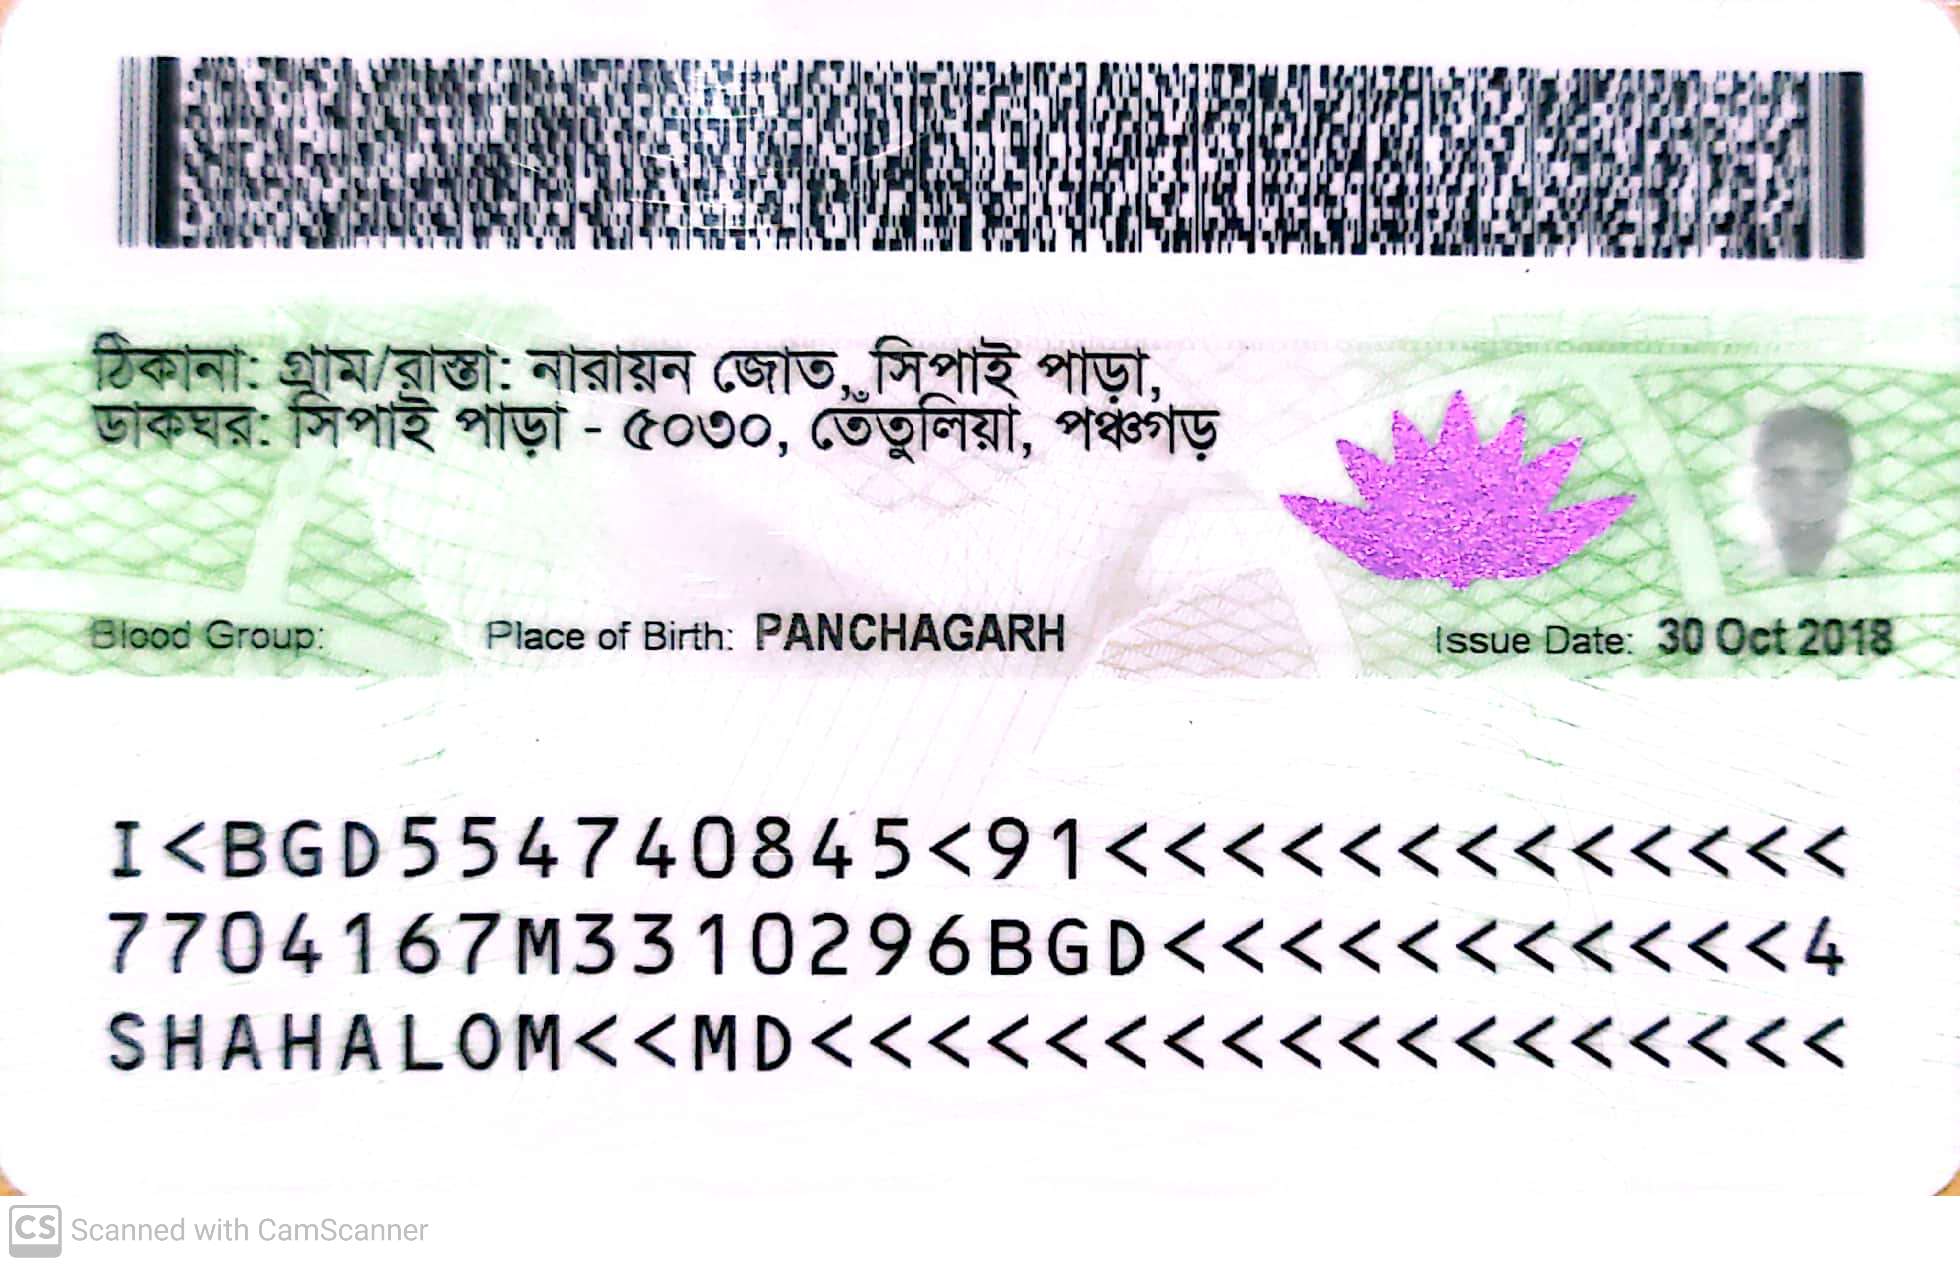 ঠিকানা: গ্রাম/রাস্তা: নারায়ন জোত, সিপাই পাড়া,
ডাকঘর: সিপাই পাড়া - ৫০৩০, তেঁতুলিয়া, পঞ্চগড়
Blood Group: Place of Birth: PANCHAGARH Issue Date: 30 Oct 2018
I<BGD554740845<91<<<<<<<<<<<<<
7704167M3310296BGD<<<<<<<<<<<4
SHAHALOM<<MD<<<<<<<<<<<<<<<<<<
CS Scanned with CamScanner